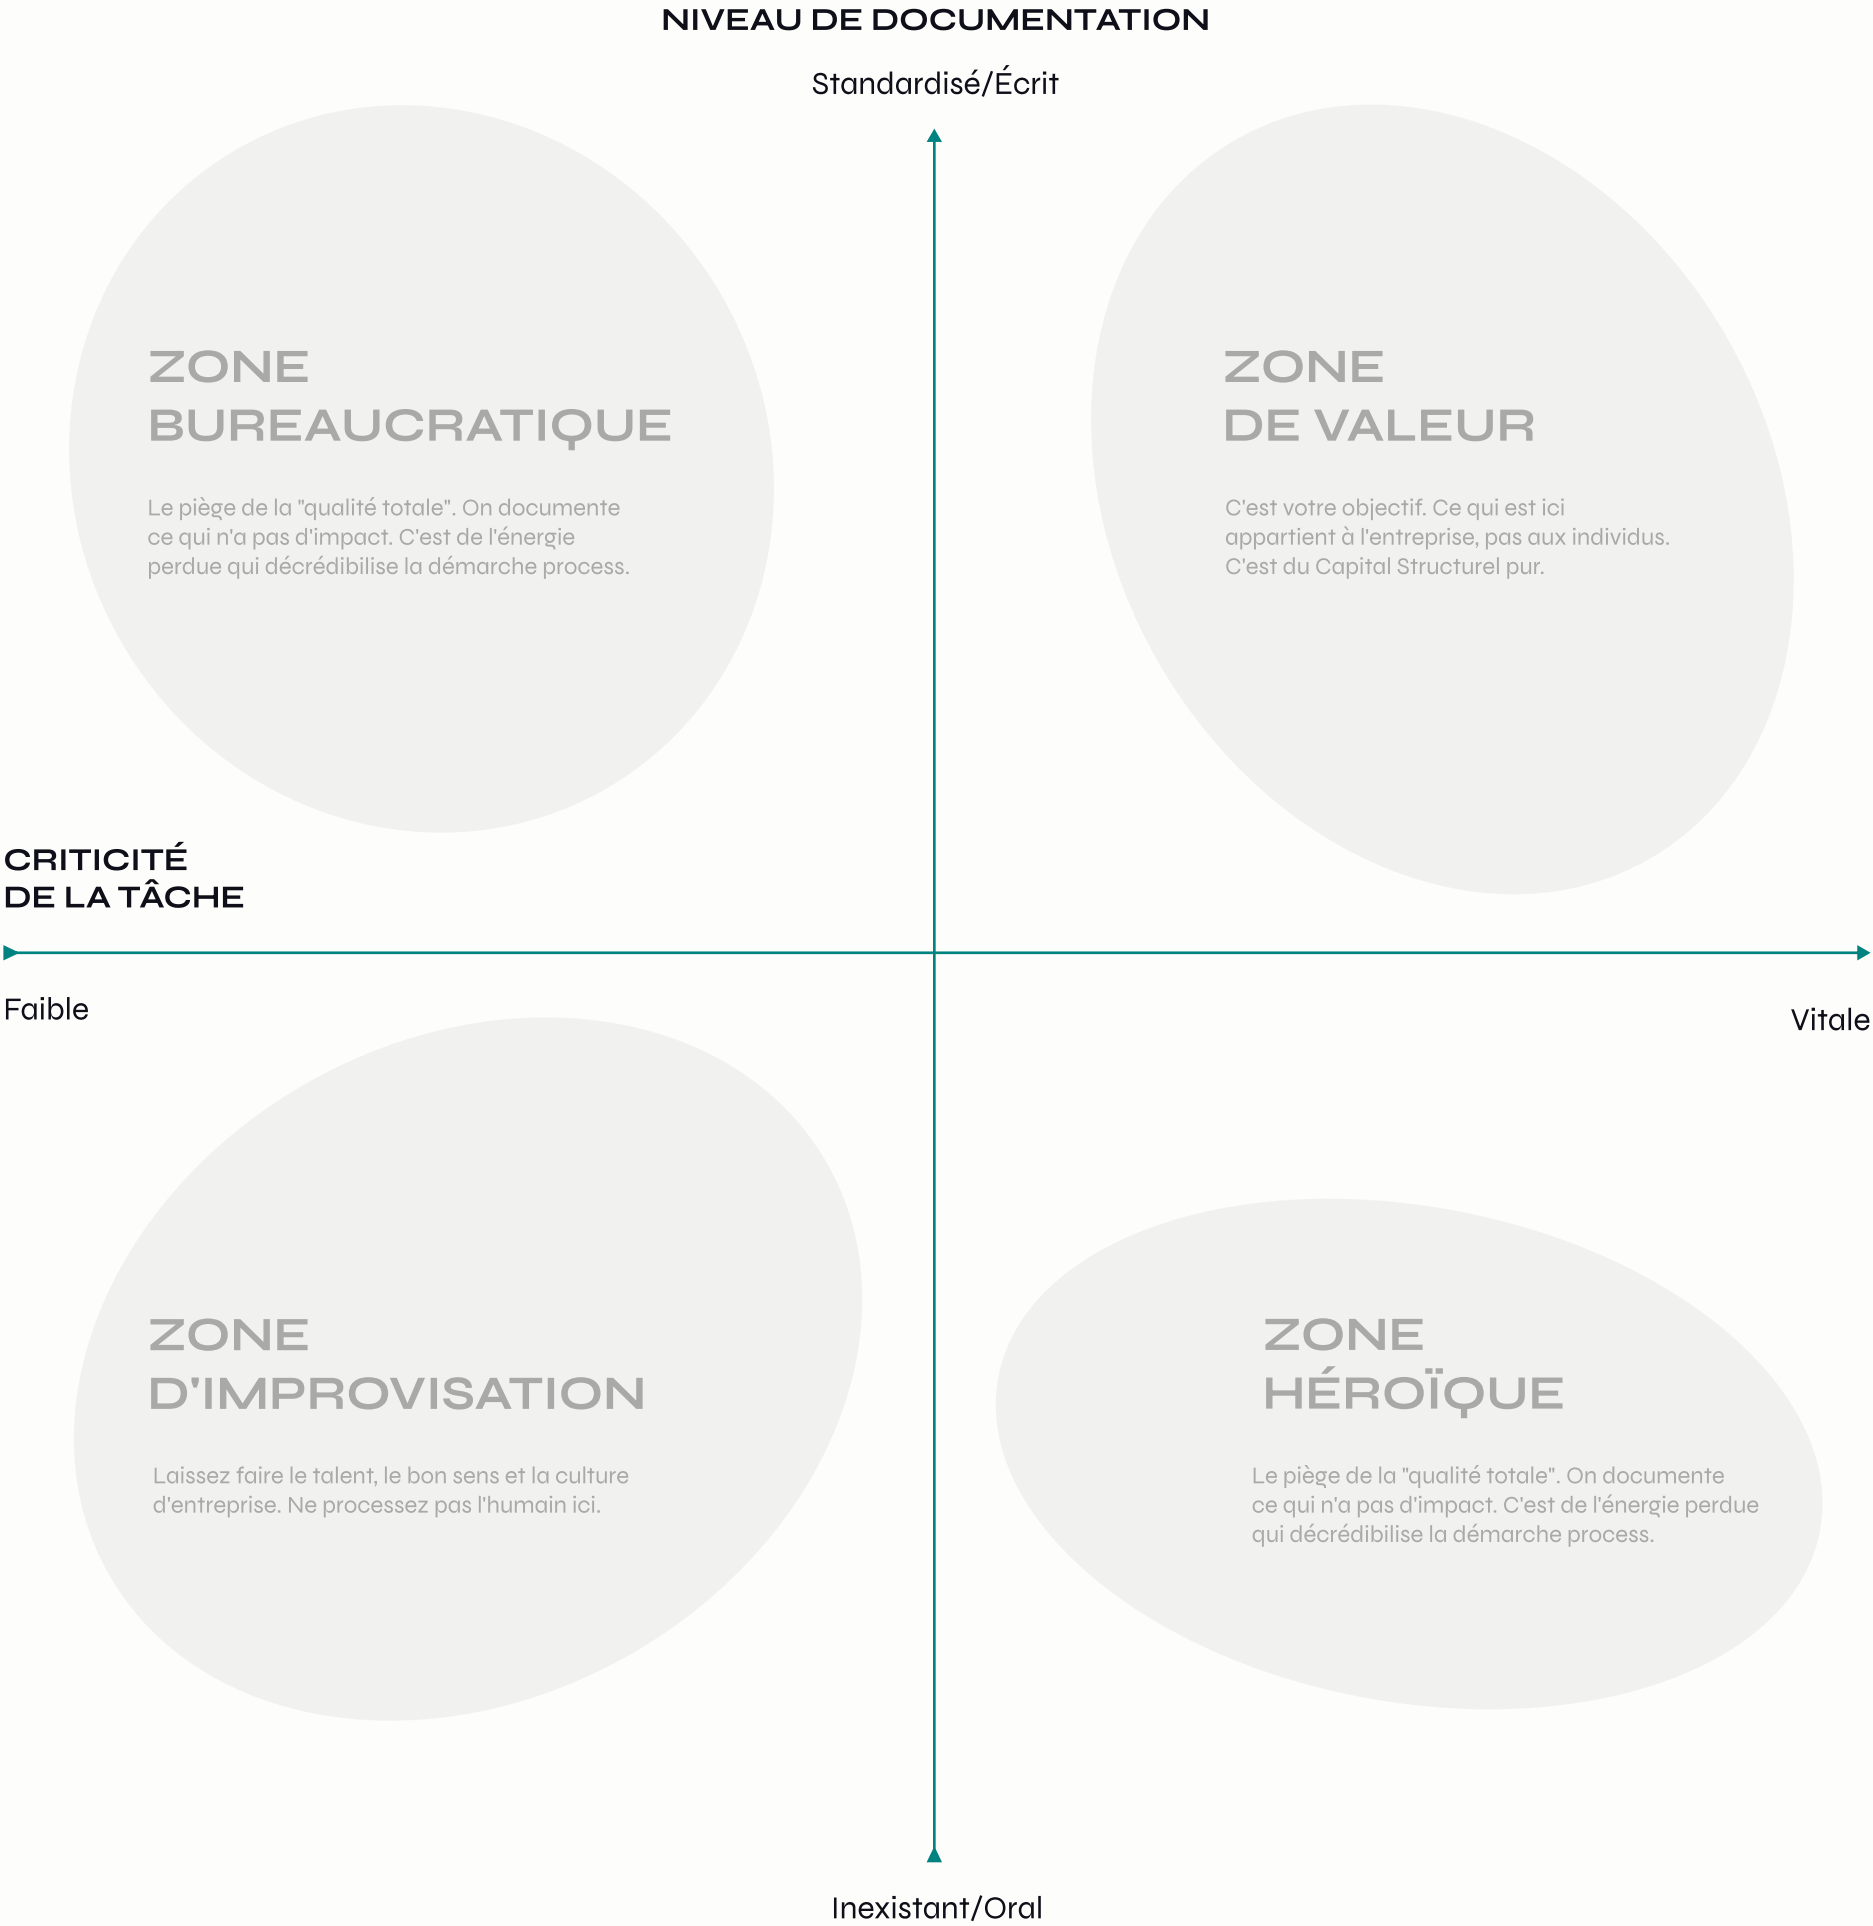 NIVEAU DE DOCUMENTATION
Standardisé/Écrit
ZONE
BUREAUCRATIQUE
Le piège de la "qualité totale". On documente
ce qui n'a pas d'impact. C'est de l'énergie
perdue qui décrédibilise la démarche process.
ZONE
DE VALEUR
C'est votre objectif. Ce qui est ici
appartient à l'entreprise, pas aux individus.
C'est du Capital Structurel pur.
CRITICITÉ
DE LA TÂCHE
Faible
Vitale
ZONE
D'IMPROVISATION
Laissez faire le talent, le bon sens et la culture
d'entreprise. Ne processez pas l'humain ici.
ZONE
HÉROÏQUE
Le piège de la "qualité totale". On documente
ce qui n'a pas d'impact. C'est de l'énergie perdue
qui décrédibilise la démarche process.
Inexistant/Oral